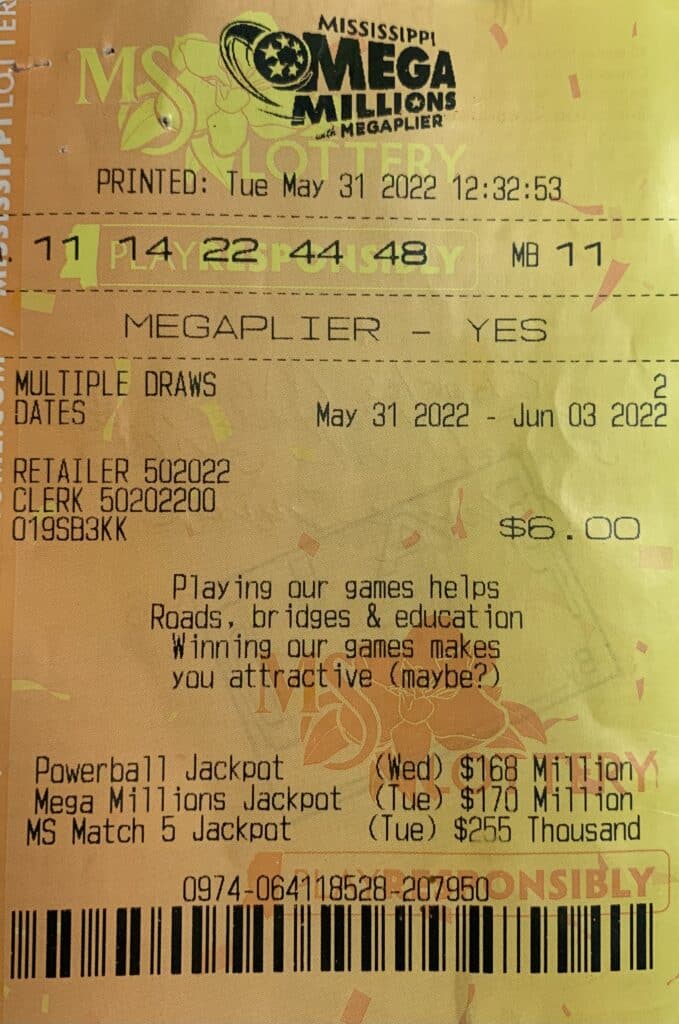 MISSISSIPPI
MEGA
MILLIONS
with MEGAPLIER
MS
LOTTERY
PRINTED: Tue May 31 2022 12:32:53
11 14 22 44 48 MB 11
PLAY RESPONSIBLY
MEGAPLIER - YES
MULTIPLE DRAWS 2
DATES May 31 2022 - Jun 03 2022
RETAILER 502022
CLERK 50202200
019SB3KK $6.00
Playing our games helps
Roads, bridges & education
Winning our games makes
you attractive (maybe?)
MS
LOTTERY
Powerball Jackpot (Wed) $168 Million
Mega Millions Jackpot (Tue) $170 Million
MS Match 5 Jackpot (Tue) $255 Thousand
PLAY RESPONSIBLY
0974-064118528-207950